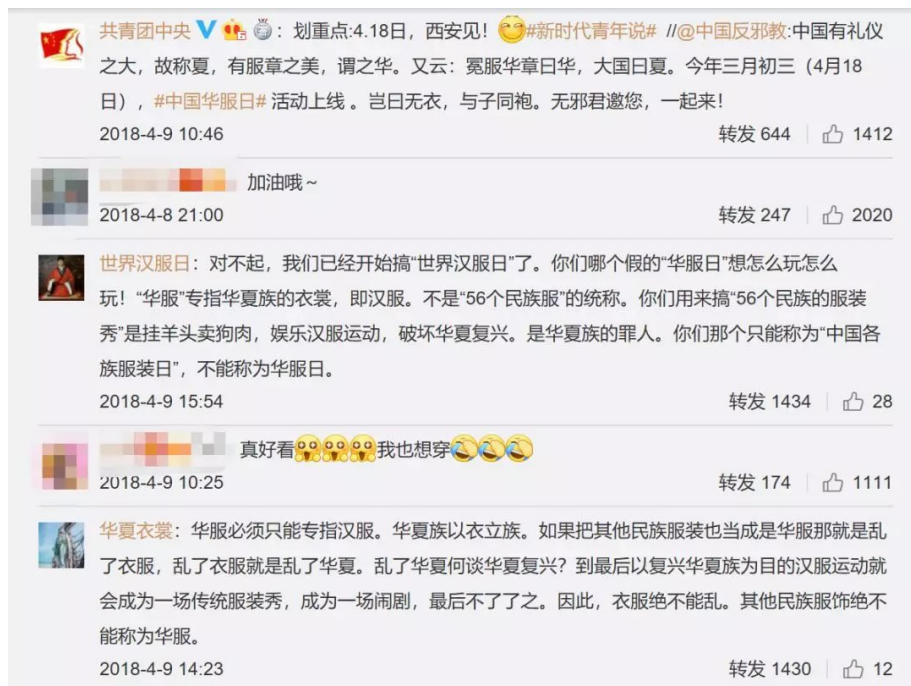 共青团中央：划重点:4.18日，西安见！#新时代青年说# //@中国反邪教:中国有礼仪
之大，故称夏，有服章之美，谓之华。又云：冕服华章曰华，大国曰夏。今年三月初三（4月18
日），#中国华服日# 活动上线 。岂曰无衣，与子同袍。无邪君邀您，一起来！
2018-4-9 10:46 转发 644 1412
加油哦～
2018-4-8 21:00 转发 247 2020
世界汉服日：对不起，我们已经开始搞“世界汉服日”了。你们哪个假的“华服日”想怎么玩怎么
玩！“华服”专指华夏族的衣裳，即汉服。不是“56个民族服”的统称。你们用来搞“56个民族的服装
秀”是挂羊头卖狗肉，娱乐汉服运动，破坏华夏复兴。是华夏族的罪人。你们那个只能称为“中国各
族服装日”，不能称为华服日。
2018-4-9 15:54 转发 1434 28
真好看😱😱😱我也想穿🤣🤣🤣
2018-4-9 10:25 转发 174 1111
华夏衣裳：华服必须只能专指汉服。华夏族以衣立族。如果把其他民族服装也当成是华服那就是乱
了衣服，乱了衣服就是乱了华夏。乱了华夏何谈华夏复兴？到最后以复兴华夏族为目的汉服运动就
会成为一场传统服装秀，成为一场闹剧，最后不了了之。因此，衣服绝不能乱。其他民族服饰绝不
能称为华服。
2018-4-9 14:23 转发 1430 12